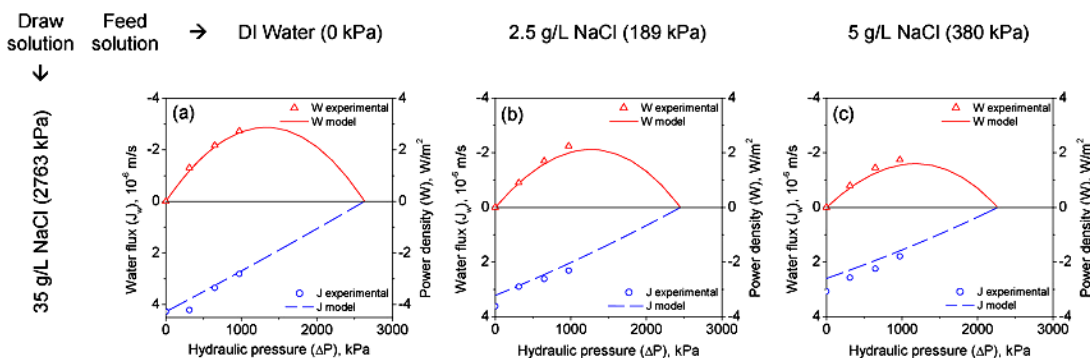 Draw solution
Feed solution
→ DI Water (0 kPa)
2.5 g/L NaCl (189 kPa)
5 g/L NaCl (380 kPa)
35 g/L NaCl (2763 kPa)
(a)
W experimental
W model
J experimental
J model
-4
-2
0
2
4
4
2
0
-2
-4
0
1000
2000
3000
Water flux (Jw), 10-6 m/s
Power density (W), W/m2
Hydraulic pressure (ΔP), kPa
(b)
W experimental
W model
J experimental
J model
-4
-2
0
2
4
4
2
0
-2
-4
0
1000
2000
3000
Water flux (Jw), 10-6 m/s
Power density (W), W/m2
Hydraulic pressure (ΔP), kPa
(c)
W experimental
W model
J experimental
J model
-4
-2
0
2
4
4
2
0
-2
-4
0
1000
2000
3000
Water flux (Jw), 10-6 m/s
Power density (W), W/m2
Hydraulic pressure (ΔP), kPa